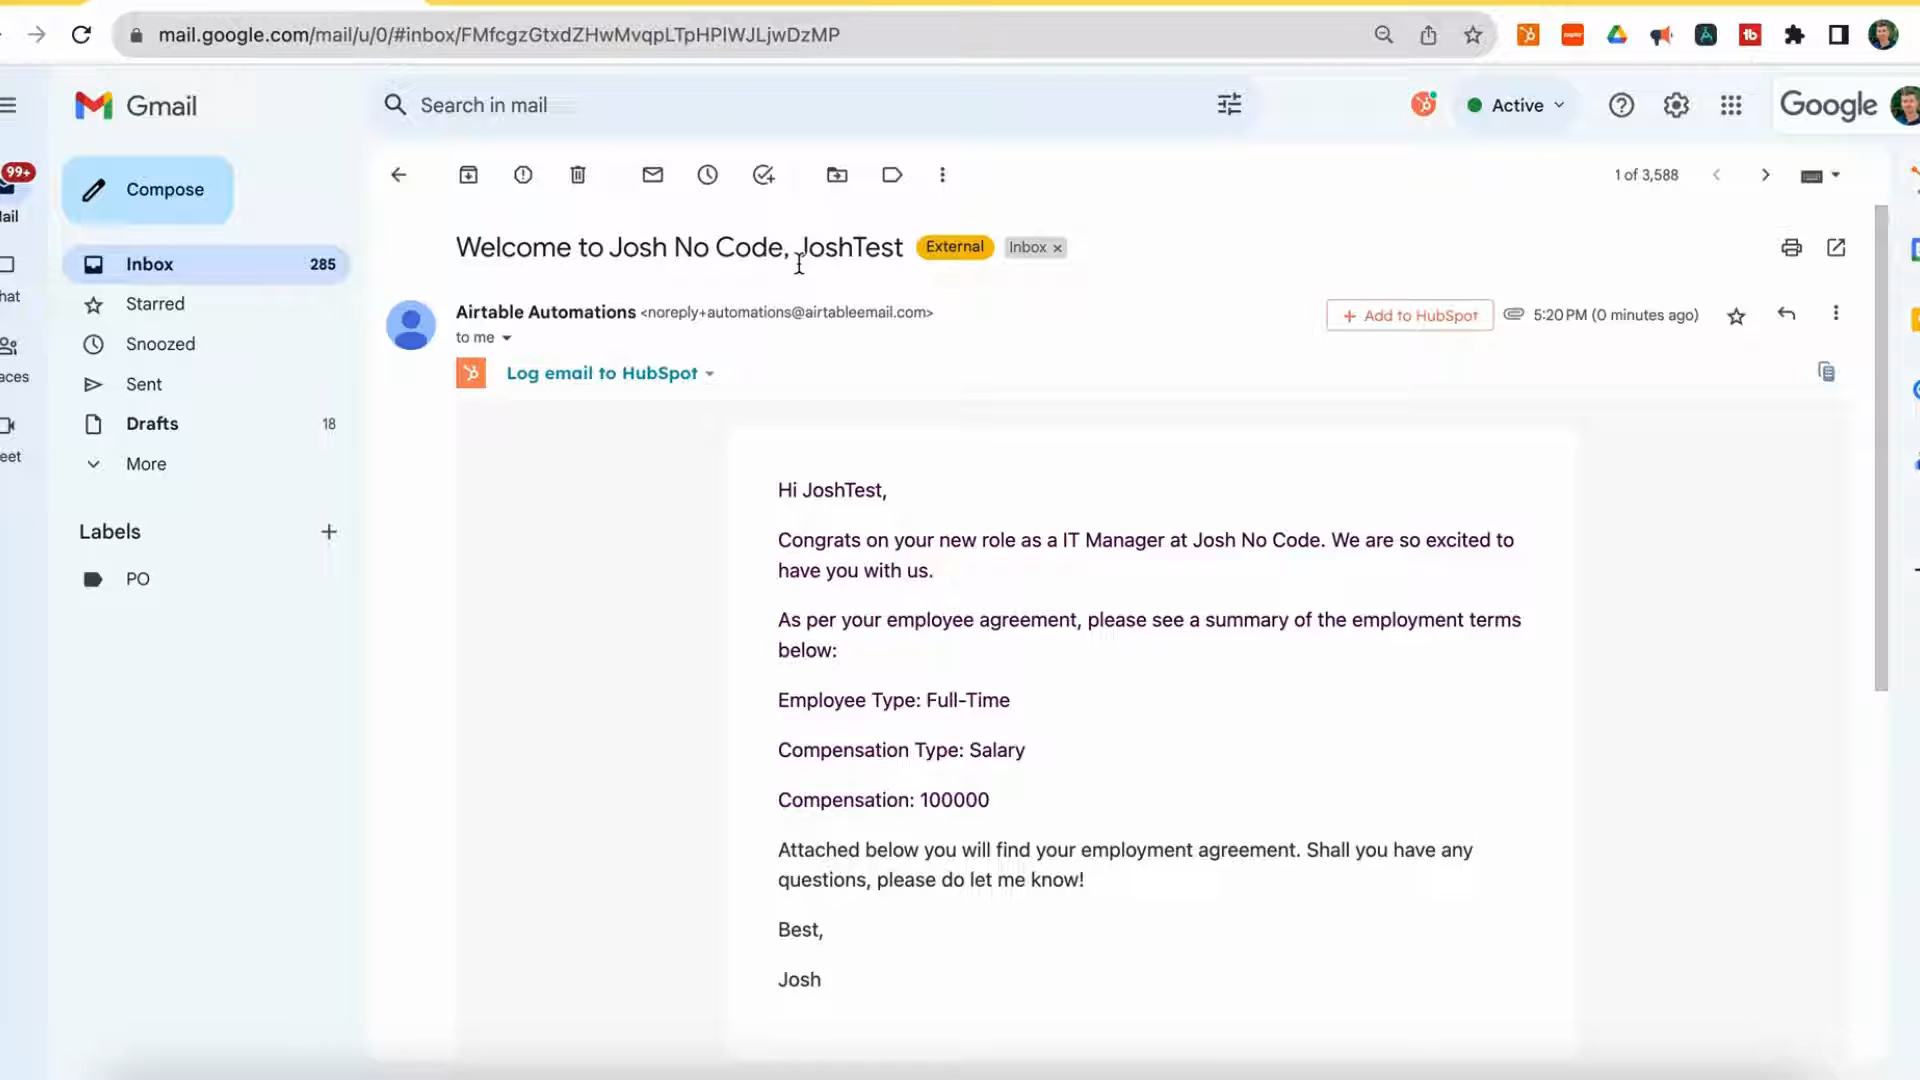 mail.google.com/mail/u/0/#inbox/FMfcgzGtxdZHwMvqpLTpHPlWJLjwDzMP
Gmail
Search in mail
Active
Google
99+
ail
Compose
1 of 3,588
Welcome to Josh No Code, JoshTest
External
Inbox ×
Inbox 285
hat
Starred
Airtable Automations <noreply+automations@airtableemail.com>
+ Add to HubSpot
5:20 PM (0 minutes ago)
to me
Snoozed
aces
Log email to HubSpot
Sent
Drafts 18
eet
More
Labels +
PO
Hi JoshTest,
Congrats on your new role as a IT Manager at Josh No Code. We are so excited to
have you with us.
As per your employee agreement, please see a summary of the employment terms
below:
Employee Type: Full-Time
Compensation Type: Salary
Compensation: 100000
Attached below you will find your employment agreement. Shall you have any
questions, please do let me know!
Best,
Josh